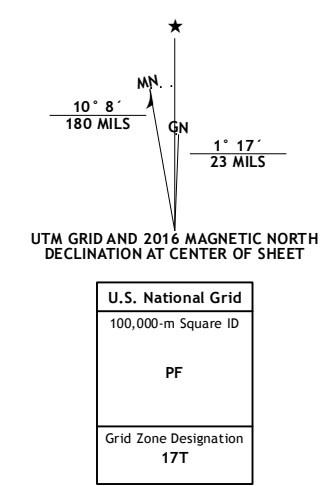 ★
MN
10° 8´
180 MILS
GN
1° 17´
23 MILS
UTM GRID AND 2016 MAGNETIC NORTH
DECLINATION AT CENTER OF SHEET
U.S. National Grid
100,000-m Square ID
PF
Grid Zone Designation
17T